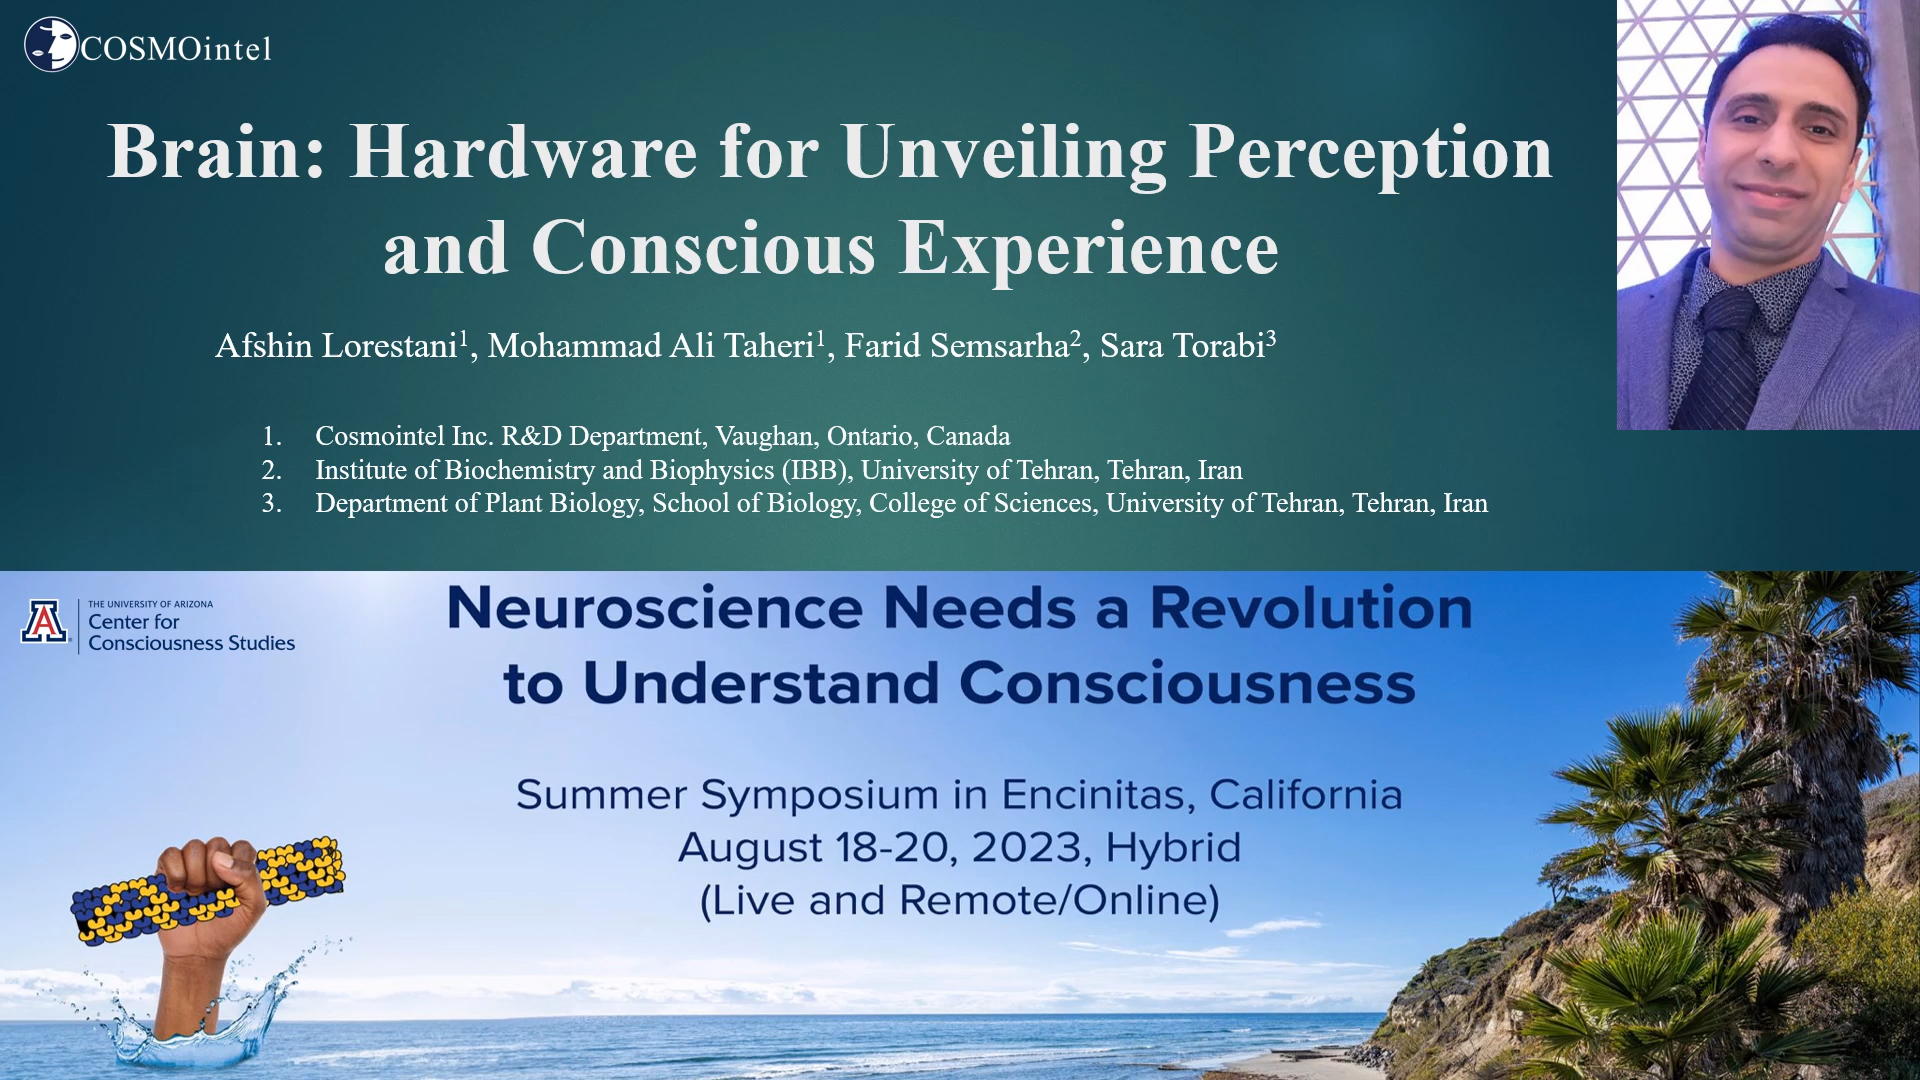 COSMOintel
Brain: Hardware for Unveiling Perception
and Conscious Experience
Afshin Lorestani¹, Mohammad Ali Taheri¹, Farid Semsarha², Sara Torabi³
1. Cosmointel Inc. R&D Department, Vaughan, Ontario, Canada
2. Institute of Biochemistry and Biophysics (IBB), University of Tehran, Tehran, Iran
3. Department of Plant Biology, School of Biology, College of Sciences, University of Tehran, Tehran, Iran
A
THE UNIVERSITY OF ARIZONA
Center for
Consciousness Studies
Neuroscience Needs a Revolution
to Understand Consciousness
Summer Symposium in Encinitas, California
August 18-20, 2023, Hybrid
(Live and Remote/Online)